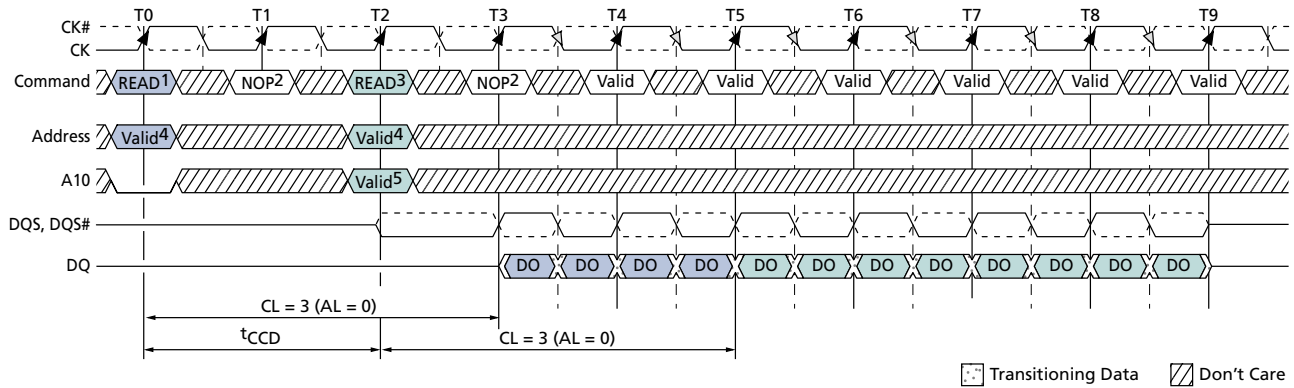 T0 T1 T2 T3 T4 T5 T6 T7 T8 T9
CK#
CK
Command READ1 NOP2 READ3 NOP2 Valid Valid Valid Valid Valid Valid
Address Valid4 Valid4
A10 Valid5
DQS, DQS#
DQ DO DO DO DO DO DO DO DO DO DO DO DO
CL = 3 (AL = 0)
tCCD CL = 3 (AL = 0)
Transitioning Data Don't Care